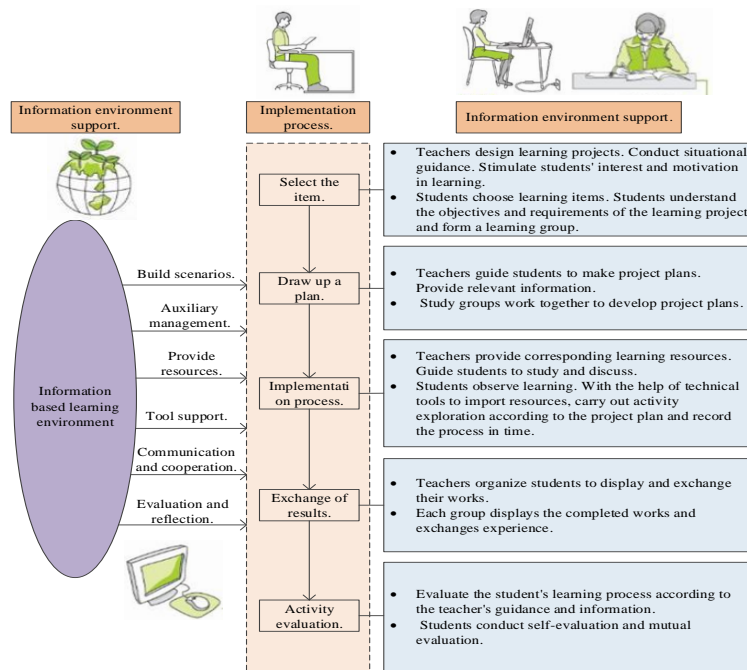 Information environment
support.
Implementation
process.
Information environment support.
Build scenarios.
Auxiliary
management.
Provide
resources.
Tool support.
Communication
and cooperation.
Evaluation and
reflection.
Information
based learning
environment
Select the
item.
Draw up a
plan.
Implementati
on process.
Exchange of
results.
Activity
evaluation.
• Teachers design learning projects. Conduct situational
guidance. Stimulate students' interest and motivation
in learning.
• Students choose learning items. Students understand
the objectives and requirements of the learning project
and form a learning group.
• Teachers guide students to make project plans.
Provide relevant information.
• Study groups work together to develop project plans.
• Teachers provide corresponding learning resources.
Guide students to study and discuss.
• Students observe learning. With the help of technical
tools to import resources, carry out activity
exploration according to the project plan and record
the process in time.
• Teachers organize students to display and exchange
their works.
• Each group displays the completed works and
exchanges experience.
• Evaluate the student's learning process according to
the teacher's guidance and information.
• Students conduct self-evaluation and mutual
evaluation.